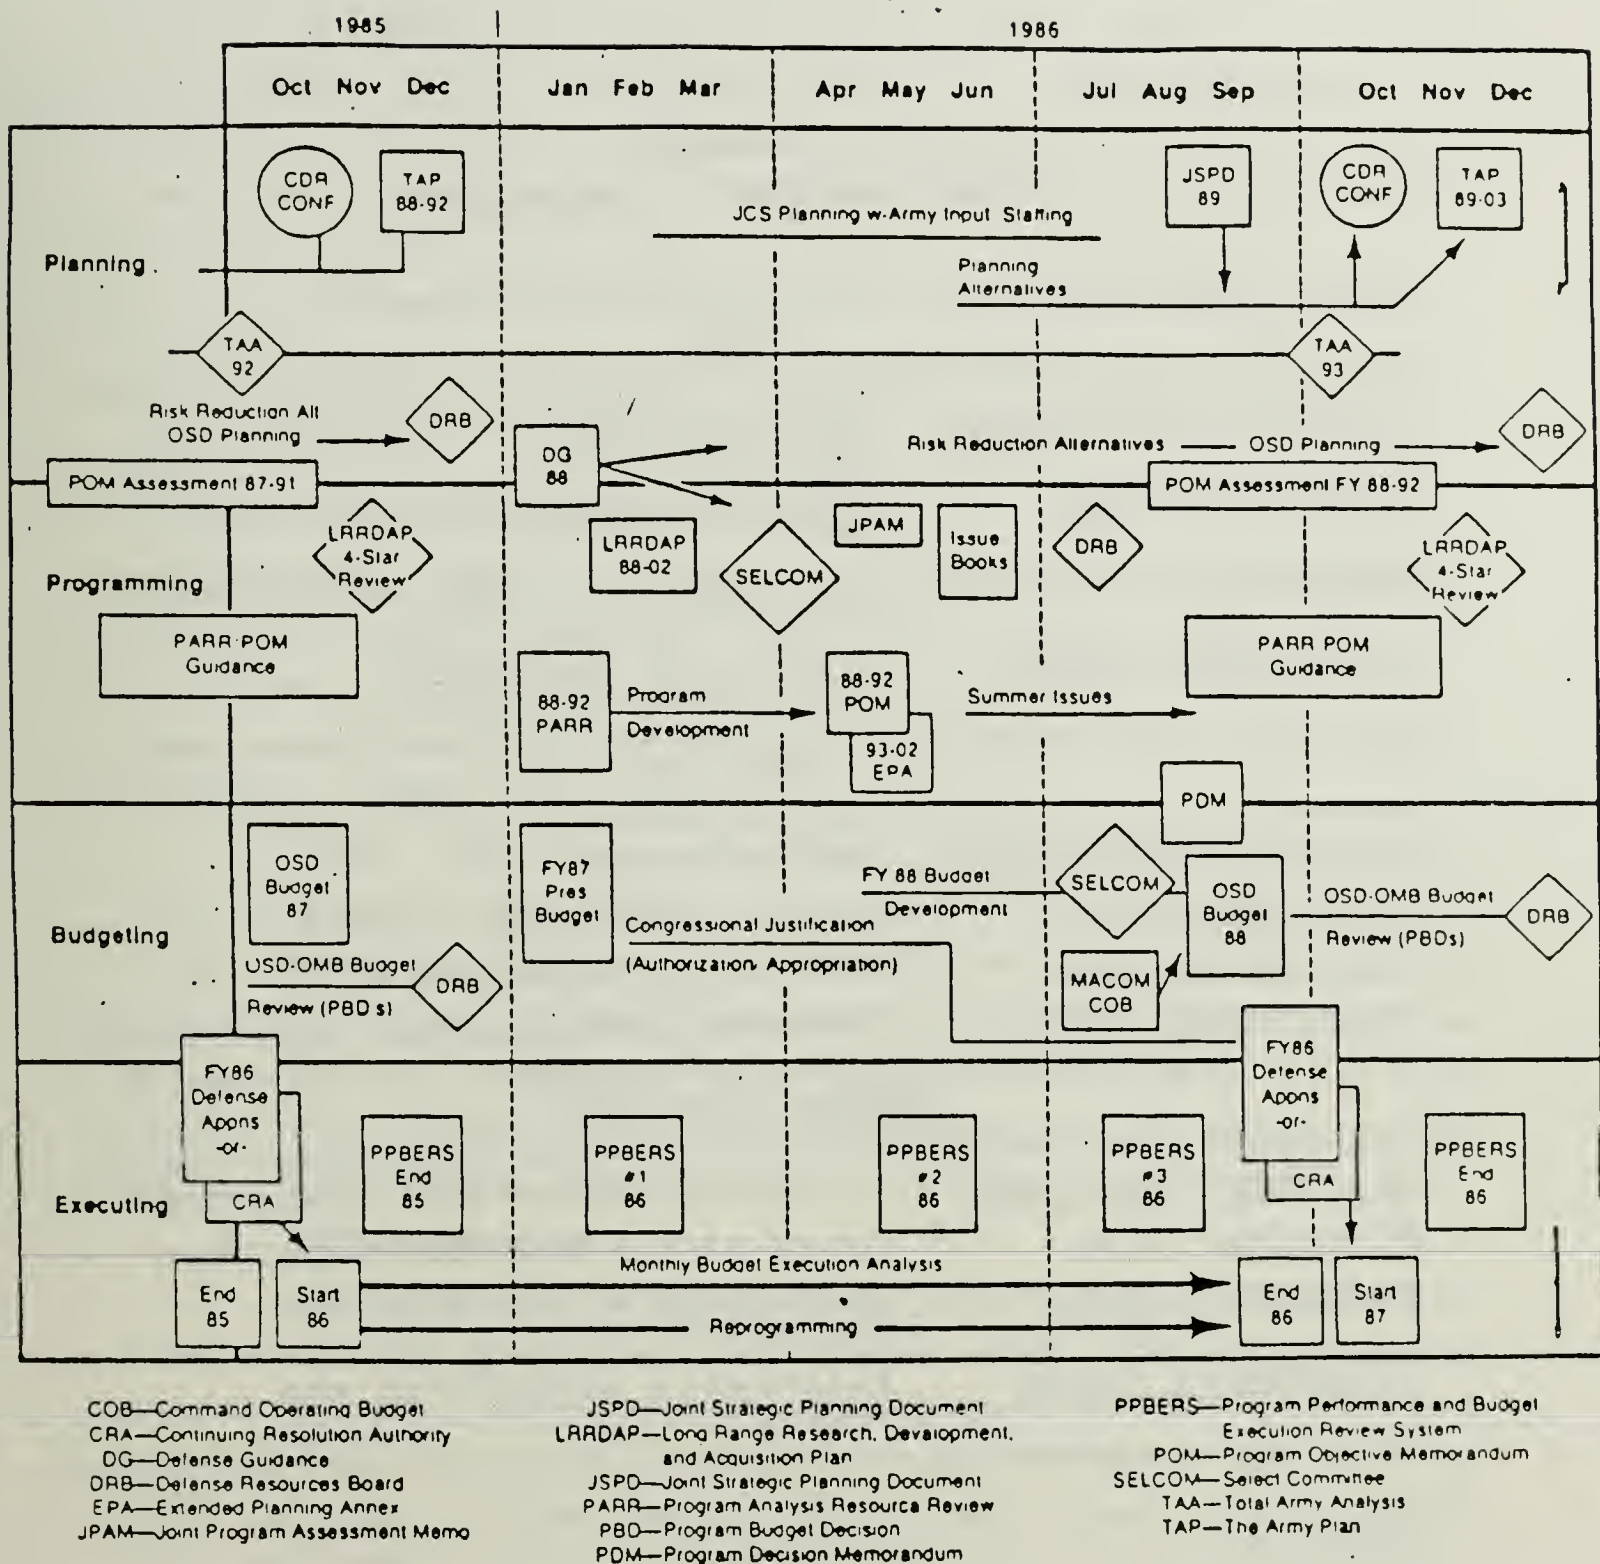 1985
1986
Oct Nov Dec
Jan Feb Mar
Apr May Jun
Jul Aug Sep
Oct Nov Dec
Planning
CDR
CONF
TAP
88-92
JCS Planning w-Army Input Staffing
JSPD
89
CDR
CONF
TAP
89-03
Planning
Alternatives
TAA
92
TAA
93
Risk Reduction Alt
OSD Planning
DRB
DG
88
Risk Reduction Alternatives
OSD Planning
DRB
POM Assessment 87-91
POM Assessment FY 88-92
Programming
LRRDAP
4-Star
Review
LRRDAP
88-02
SELCOM
JPAM
Issue
Books
DRB
LRRDAP
4-Star
Review
PARR-POM
Guidance
PARR POM
Guidance
88-92
PARR
Program
Development
88-92
POM
93-02
EPA
Summer Issues
PDM
Budgeting
OSD
Budget
87
FY87
Pres
Budget
FY 88 Budget
Development
SELCOM
OSD
Budget
88
OSD-OMB Budget
Review (PBDs)
DRB
OSD-OMB Budget
Review (PBD s)
DRB
Congressional Justification
(Authorization, Appropriation)
MACOM
COB
Executing
FY86
Defense
Appns
-or-
CRA
PPBERS
End
85
PPBERS
#1
86
PPBERS
#2
86
PPBERS
#3
86
FY86
Defense
Appns
-or-
CRA
PPBERS
End
86
End
85
Start
86
Monthly Budget Execution Analysis
Reprogramming
End
86
Start
87
COB—Command Operating Budget
CRA—Continuing Resolution Authority
DG—Defense Guidance
DRB—Defense Resources Board
EPA—Extended Planning Annex
JPAM—Joint Program Assessment Memo
JSPD—Joint Strategic Planning Document
LRRDAP—Long Range Research, Development,
and Acquisition Plan
JSPD—Joint Strategic Planning Document
PARR—Program Analysis Resource Review
PBD—Program Budget Decision
PDM—Program Decision Memorandum
PPBERS—Program Performance and Budget
Execution Review System
POM—Program Objective Memorandum
SELCOM—Select Committee
TAA—Total Army Analysis
TAP—The Army Plan